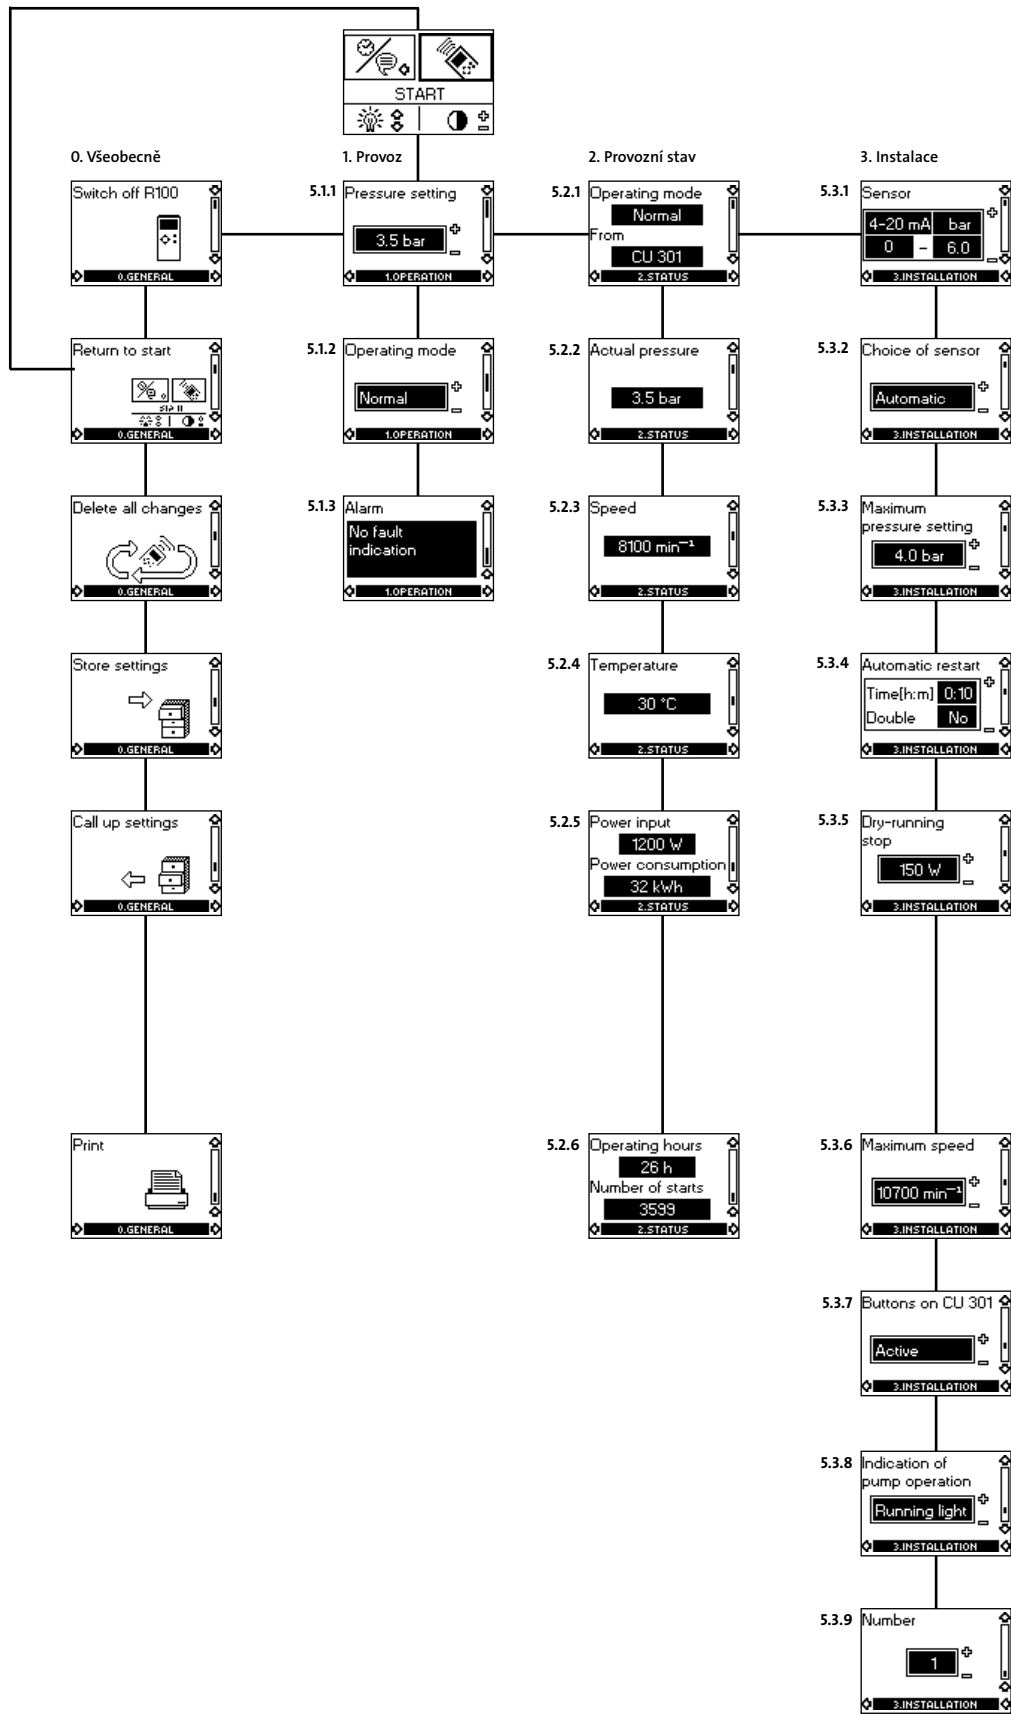 START
0. Všeobecně
Switch off R100
0.GENERAL
Return to start
START
0.GENERAL
Delete all changes
0.GENERAL
Store settings
0.GENERAL
Call up settings
0.GENERAL
Print
0.GENERAL
1. Provoz
5.1.1 Pressure setting
3.5 bar
1.OPERATION
5.1.2 Operating mode
Normal
1.OPERATION
5.1.3 Alarm
No fault
indication
1.OPERATION
2. Provozní stav
5.2.1 Operating mode
Normal
From
CU 301
2.STATUS
5.2.2 Actual pressure
3.5 bar
2.STATUS
5.2.3 Speed
8100 min⁻¹
2.STATUS
5.2.4 Temperature
30 °C
2.STATUS
5.2.5 Power input
1200 W
Power consumption
32 kWh
2.STATUS
5.2.6 Operating hours
26 h
Number of starts
3599
2.STATUS
3. Instalace
5.3.1 Sensor
4-20 mA bar
0 - 6.0
3.INSTALLATION
5.3.2 Choice of sensor
Automatic
3.INSTALLATION
5.3.3 Maximum
pressure setting
4.0 bar
3.INSTALLATION
5.3.4 Automatic restart
Time[h:m] 0:10
Double No
3.INSTALLATION
5.3.5 Dry-running
stop
150 W
3.INSTALLATION
5.3.6 Maximum speed
10700 min⁻¹
3.INSTALLATION
5.3.7 Buttons on CU 301
Active
3.INSTALLATION
5.3.8 Indication of
pump operation
Running light
3.INSTALLATION
5.3.9 Number
1
3.INSTALLATION